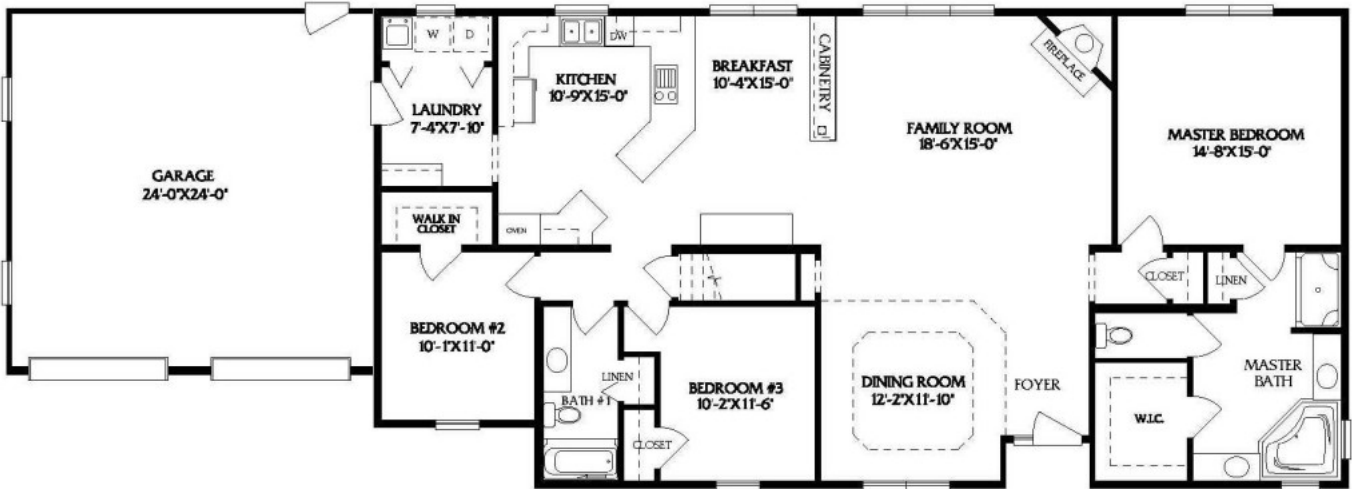 W
D
DW
KITCHEN
10'-9"X15'-0"
BREAKFAST
10'-4"X15'-0"
CABINETRY
FIREPLACE
LAUNDRY
7'-4"X7'-10"
FAMILY ROOM
18'-6"X15'-0"
MASTER BEDROOM
14'-8"X15'-0"
GARAGE
24'-0"X24'-0"
WALK IN
CLOSET
OVEN
CLOSET
LINEN
BEDROOM #2
10'-1"X11'-0"
LINEN
BATH #1
BEDROOM #3
10'-2"X11'-6"
CLOSET
DINING ROOM
12'-2"X11'-10"
FOYER
MASTER
BATH
W.I.C.